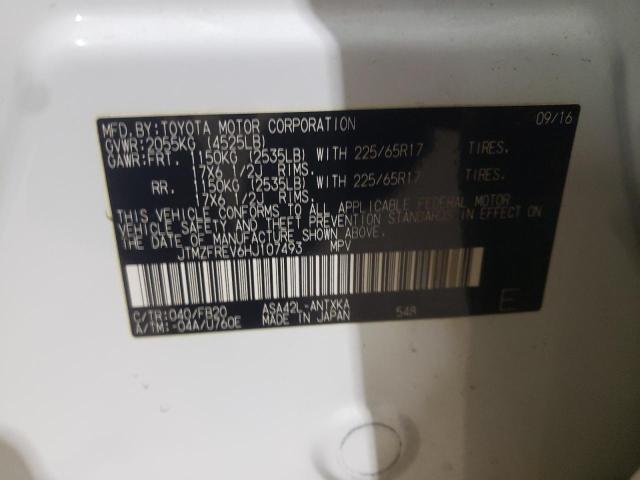 MFD.BY:TOYOTA MOTOR CORPORATION 09/16
GVWR:2055KG (4525LB)
GAWR:FRT. 1150KG (2535LB) WITH 225/65R17 TIRES.
17X6 1/2J RIMS.
RR. 1150KG (2535LB) WITH 225/65R17 TIRES.
17X6 1/2J RIMS.
THIS VEHICLE CONFORMS TO ALL APPLICABLE FEDERAL MOTOR
VEHICLE SAFETY AND THEFT PREVENTION STANDARDS IN EFFECT ON
THE DATE OF MANUFACTURE SHOWN ABOVE.
JTMZFREV6HJ107493 MPV
C/TR:040/FB20 ASA42L-ANTXKA 548 E
A/TM:-04A/U760E MADE IN JAPAN